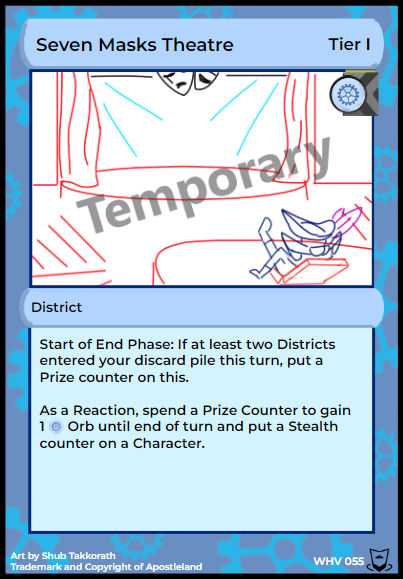 Seven Masks Theatre
Tier I
Temporary
District
Start of End Phase: If at least two Districts
entered your discard pile this turn, put a
Prize counter on this.
As a Reaction, spend a Prize Counter to gain
1 Orb until end of turn and put a Stealth
counter on a Character.
Art by Shub Takkorath
Trademark and Copyright of Apostleland
WHV 055